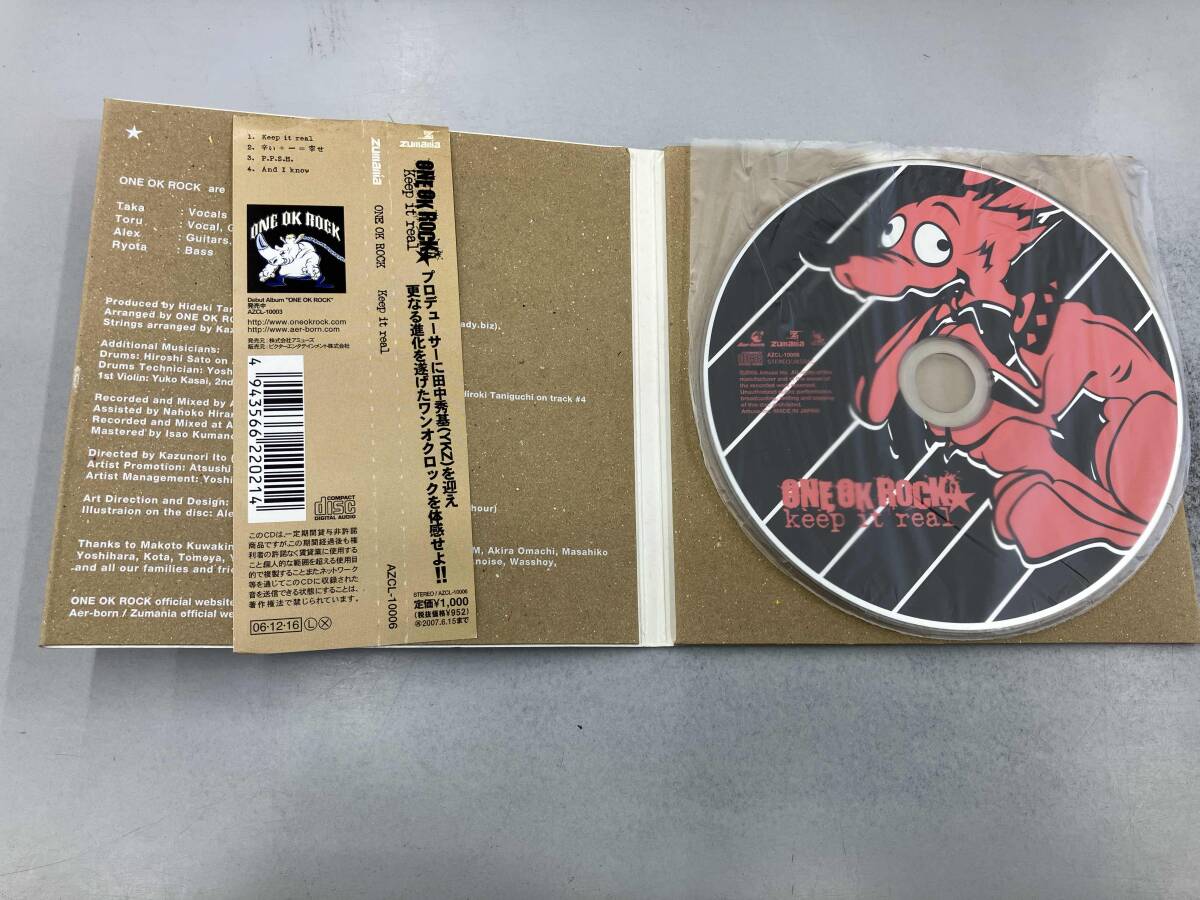 ★
ONE OK ROCK are
Taka : Vocals
Toru : Vocal,
Alex : Guitars,
Ryota : Bass
Produced by Hideki
Arranged by ONE OK
Strings arranged by
ady.biz),
Additional Musicians:
Drums: Hiroshi Sato on
Drums Technician:
1st Violin: Yuko Kasai, 2nd
Hiroki Taniguchi on track #4
Recorded and Mixed by
Assisted by Nahoko
Recorded and Mixed at
Mastered by Isao
Directed by Kazunori Ito
Artist Promotion: Atsushi
Artist Management:
Art Direction and Design:
Illustraion on the disc:
hour)
Thanks to Makoto
M, Akira Omachi, Masahiko
Yoshihara, Kota, Tomoya,
noise, Wasshoy,
.and all our families and
ONE OK ROCK official
Aer-born / Zumania official
1. Keep it real
2. 辛い+一=幸せ
3. P.P.S.H.
4. And I know
ONE OK ROCK
Debut Album "ONE OK ROCK"
発売中
AZCL-10003
http://www.oneokrock.com
http://www.aer-born.com
発売元:株式会社アミューズ
販売元:ビクターエンタテインメント株式会社
4 943566 220214
COMPACT
disc
DIGITAL AUDIO
このCDは、一定期間貸与非許諾
商品ですが、この期間経過後も権
利者の許諾なく賃貸業に使用する
こと、個人的な範囲を超える使用目
的で複製すること、またネットワーク
等を通じてこのCDに収録された
音を送信できる状態にすることは、
著作権法で禁じられています。
06・12・16 Ⓛ Ⓧ
zumania
ONE OK ROCK
Keep it real
AZCL-10006
zumania
ONE OK ROCK★
Keep it real
プロデューサーに田中秀基(YKZ)を迎え
更なる進化を遂げたワンオクロックを体感せよ!!
STEREO / AZCL-10006
定価¥1,000
(税抜価格¥952)
2007.6.15まで
Aer-born
zumania
COMPACT
disc
DIGITAL AUDIO
AZCL-10006
STEREO
MADE IN JAPAN
ONE OK ROCK★
keep it real